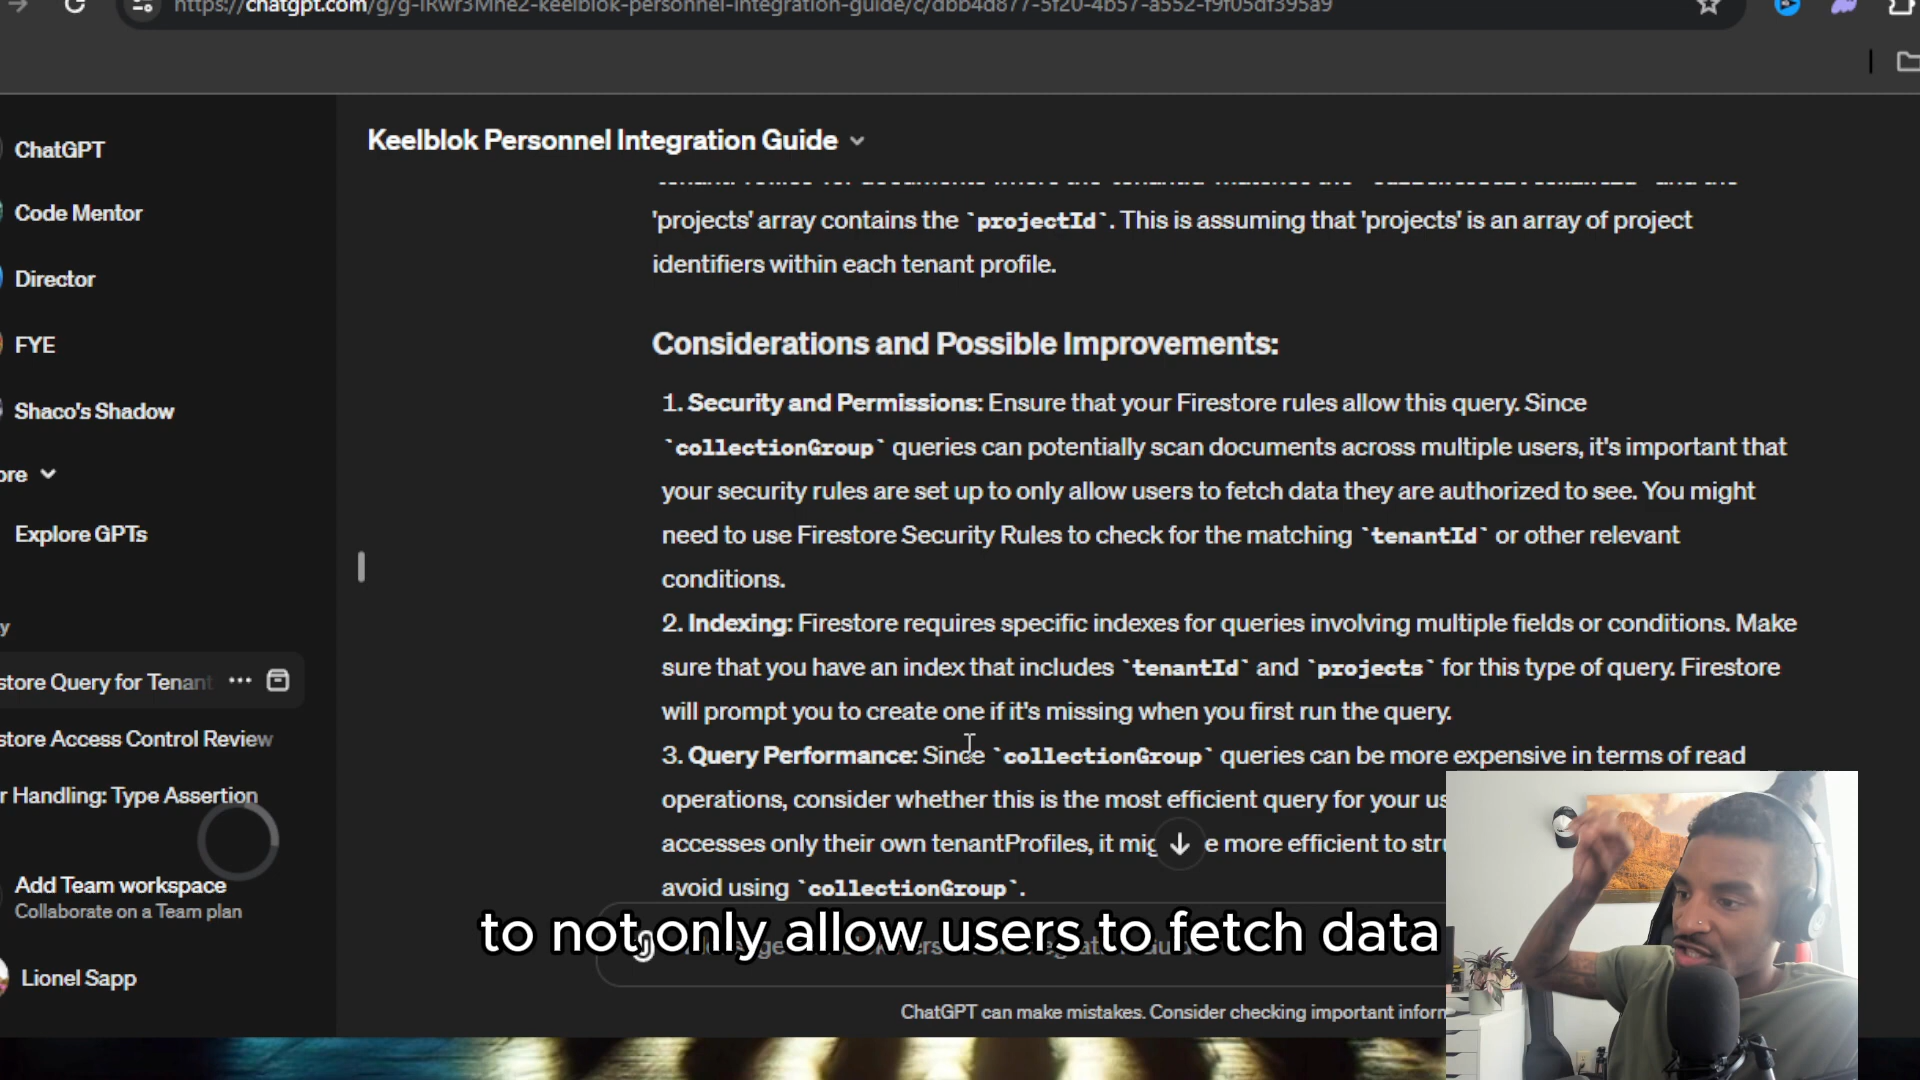 https://chatgpt.com/g/g-iRwr3Mhe2-keelblok-personnel-integration-guide/c/dbb4d877-5f20-4b57-a552-f9f05df395a9
ChatGPT
Code Mentor
Director
FYE
Shaco's Shadow
ore
Explore GPTs
y
store Query for Tenant
store Access Control Review
r Handling: Type Assertion
Add Team workspace
Collaborate on a Team plan
Lionel Sapp
Keelblok Personnel Integration Guide
'projects' array contains the `projectId`. This is assuming that 'projects' is an array of project
identifiers within each tenant profile.
Considerations and Possible Improvements:
1. Security and Permissions: Ensure that your Firestore rules allow this query. Since
`collectionGroup` queries can potentially scan documents across multiple users, it's important that
your security rules are set up to only allow users to fetch data they are authorized to see. You might
need to use Firestore Security Rules to check for the matching `tenantId` or other relevant
conditions.
2. Indexing: Firestore requires specific indexes for queries involving multiple fields or conditions. Make
sure that you have an index that includes `tenantId` and `projects` for this type of query. Firestore
will prompt you to create one if it's missing when you first run the query.
3. Query Performance: Since `collectionGroup` queries can be more expensive in terms of read
operations, consider whether this is the most efficient query for your us
accesses only their own tenantProfiles, it mig e more efficient to stru
avoid using `collectionGroup`.
to not only allow users to fetch data
ChatGPT can make mistakes. Consider checking important inform